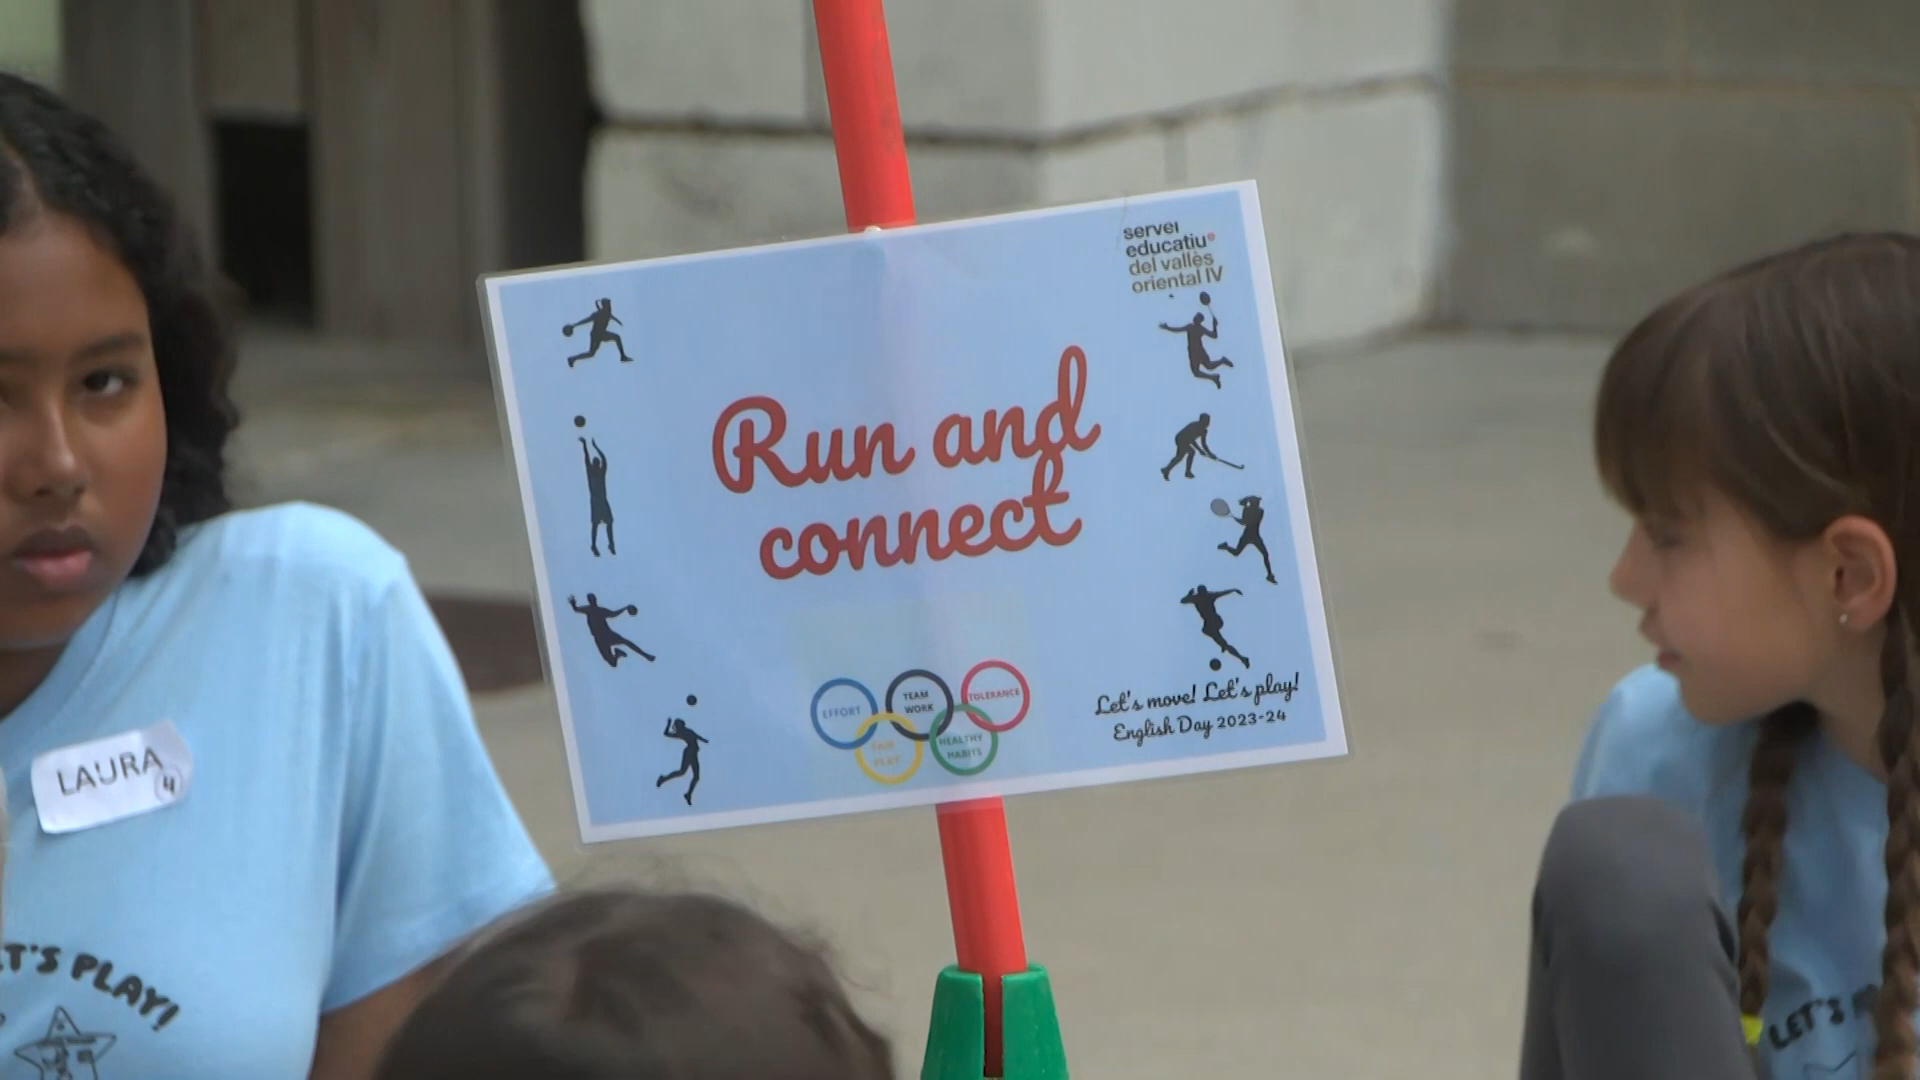 servei
educatiu
del vallès
oriental IV
Run and
connect
EFFORT
TEAM
WORK
TOLERANCE
FAIR
PLAY
HEALTHY
HABITS
Let's move! Let's play!
English Day 2023-24
LAURA
4
PLAY!
LET'S